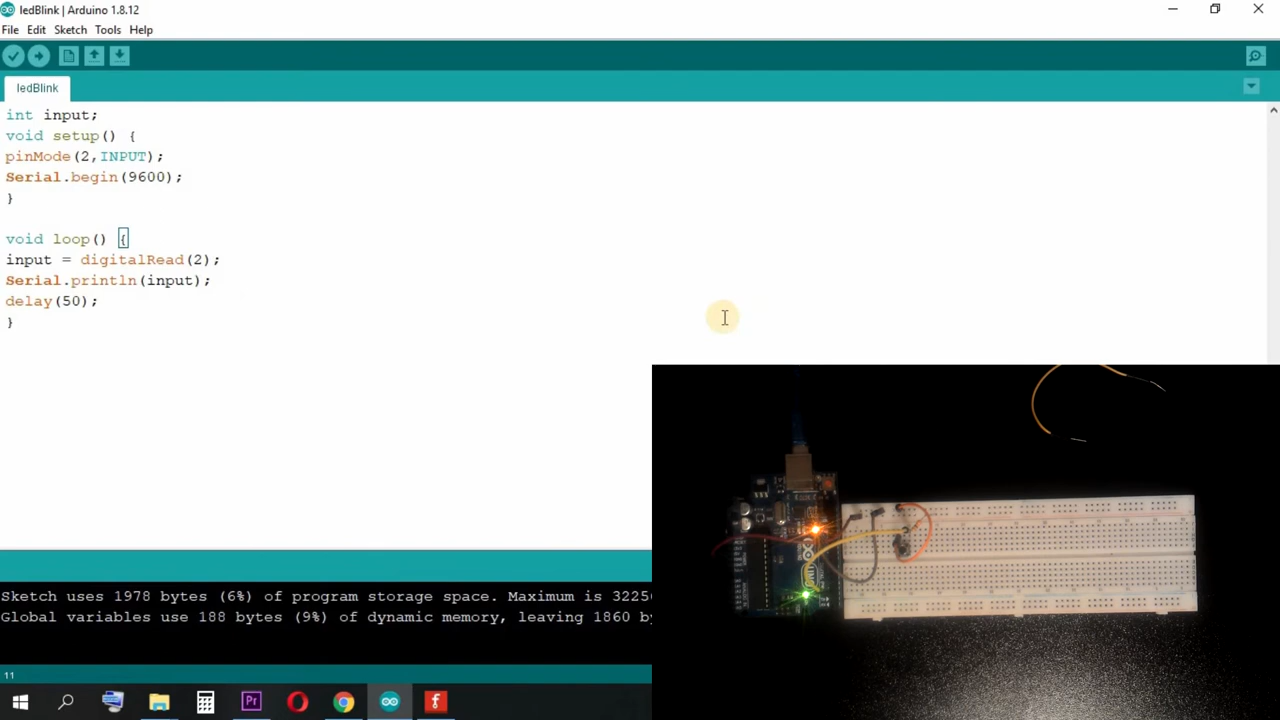 ledBlink | Arduino 1.8.12
File Edit Sketch Tools Help
ledBlink
int input;
void setup() {
pinMode(2,INPUT);
Serial.begin(9600);
}
void loop() {
input = digitalRead(2);
Serial.println(input);
delay(50);
}
Sketch uses 1978 bytes (6%) of program storage space. Maximum is 3225
Global variables use 188 bytes (9%) of dynamic memory, leaving 1860 by
11
Pr